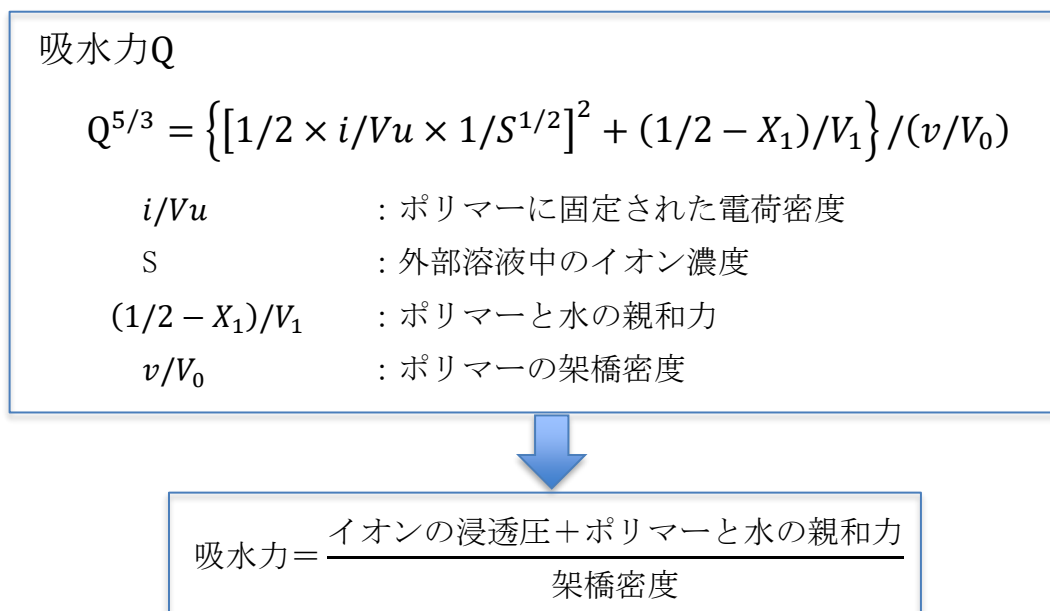 吸水力Q
Q^{5/3} = {[1/2 × i/Vu × 1/S^{1/2}]^2 + (1/2 − X_1)/V_1}/(v/V_0)
i/Vu :ポリマーに固定された電荷密度
S :外部溶液中のイオン濃度
(1/2 − X_1)/V_1 :ポリマーと水の親和力
v/V_0 :ポリマーの架橋密度
吸水力=イオンの浸透圧+ポリマーと水の親和力
架橋密度